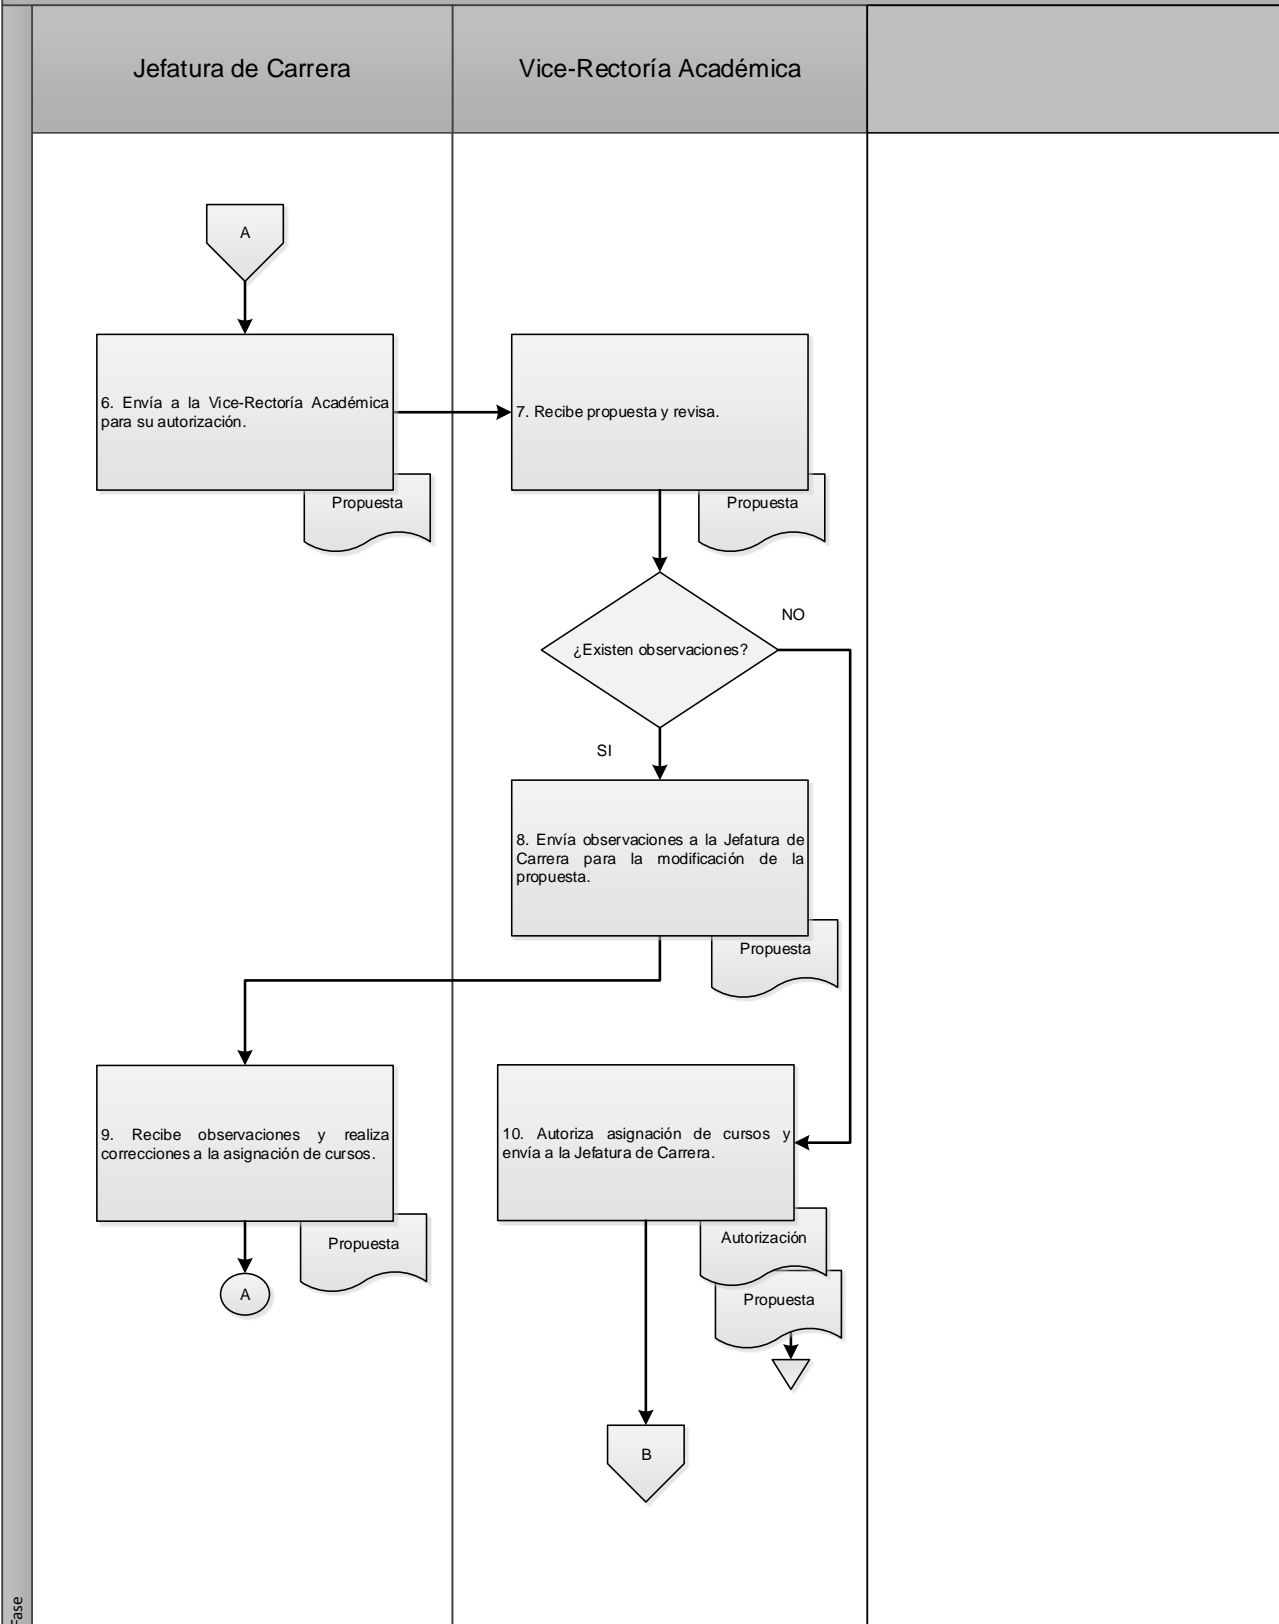 Jefatura de Carrera
Vice-Rectoría Académica
A
6. Envía a la Vice-Rectoría Académica
para su autorización.
Propuesta
7. Recibe propuesta y revisa.
Propuesta
¿Existen observaciones?
NO
SI
8. Envía observaciones a la Jefatura de
Carrera para la modificación de la
propuesta.
Propuesta
9. Recibe observaciones y realiza
correcciones a la asignación de cursos.
Propuesta
A
10. Autoriza asignación de cursos y
envía a la Jefatura de Carrera.
Autorización
Propuesta
B
Fase